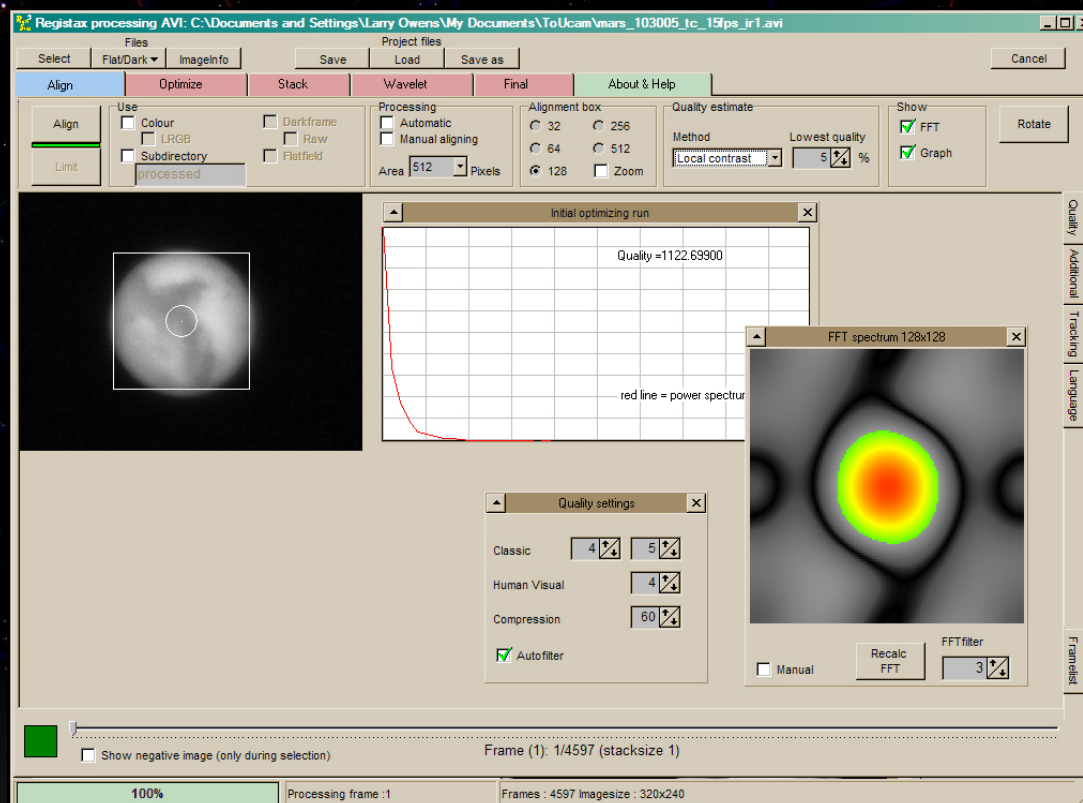 Registax processing AVI: C:\Documents and Settings\Larry Owens\My Documents\ToUcam\mars_103005_tc_15fps_ir1.avi
Files
Project files
Select
Flat/Dark
ImageInfo
Save
Load
Save as
Cancel
Align
Optimize
Stack
Wavelet
Final
About & Help
Align
Limit
Use
Colour
LRGB
Subdirectory
processed
Darkframe
Raw
Flatfield
Processing
Automatic
Manual aligning
Area 512 Pixels
Alignment box
32 256
64 512
128 Zoom
Quality estimate
Method
Lowest quality
Local contrast
5 %
Show
FFT
Graph
Rotate
Quality
Additional
Tracking
Language
Framelist
Initial optimizing run
Quality =1122.69900
red line = power spectrum
FFT spectrum 128x128
Manual
Recalc
FFT
FFTfilter
3
Quality settings
Classic 4 5
Human Visual 4
Compression 60
Autofilter
Show negative image (only during selection)
Frame (1): 1/4597 (stacksize 1)
100%
Processing frame :1
Frames : 4597 Imagesize : 320x240